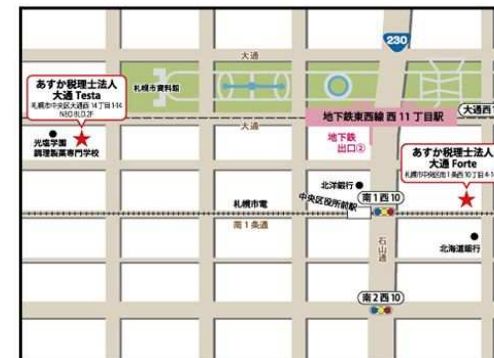 230
大通
あすか税理士法人
大通 Testa
札幌市中央区大通西14丁目1-14
NBO BLD.2F
札幌市資料館
地下鉄東西線 西 11 丁目駅
大通西
大通
地下鉄
出口②
光塩学園
調理製菓専門学校
あすか税理士法人
大通 Forte
北洋銀行
南1西10
中央区役所前駅
札幌市電
南1条通
石山通
北海道銀行
南2西10